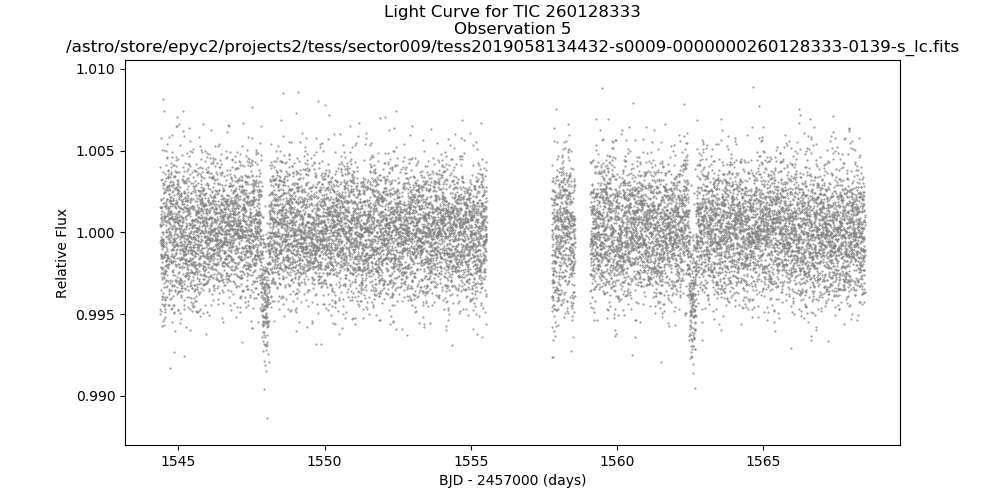 Light Curve for TIC 260128333
Observation 5
/astro/store/epyc2/projects2/tess/sector009/tess2019058134432-s0009-0000000260128333-0139-s_lc.fits
1.010
1.005
1.000
0.995
0.990
Relative Flux
1545
1550
1555
1560
1565
BJD - 2457000 (days)